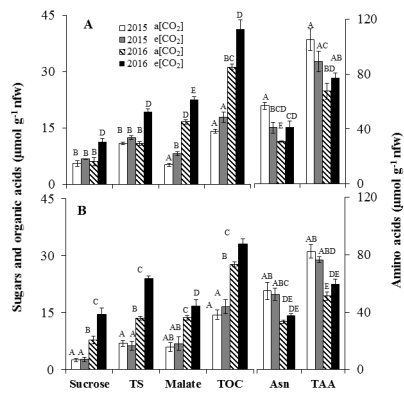 Sugars and organic acids (μmol g⁻¹ nfw)
Amino acids (μmol g⁻¹ nfw)
A
2015 a[CO₂]
2015 e[CO₂]
2016 a[CO₂]
2016 e[CO₂]
45
30
15
0
120
80
40
0
B B B C
B B B D
A B D E
A A BC D
A BCD E CD
A AC BD AB
B
45
30
15
0
120
80
40
0
A A B C
A A B C
AB AB C D
A A B C
AB ABC DE DE
AB ABD E DE
Sucrose TS Malate TOC Asn TAA